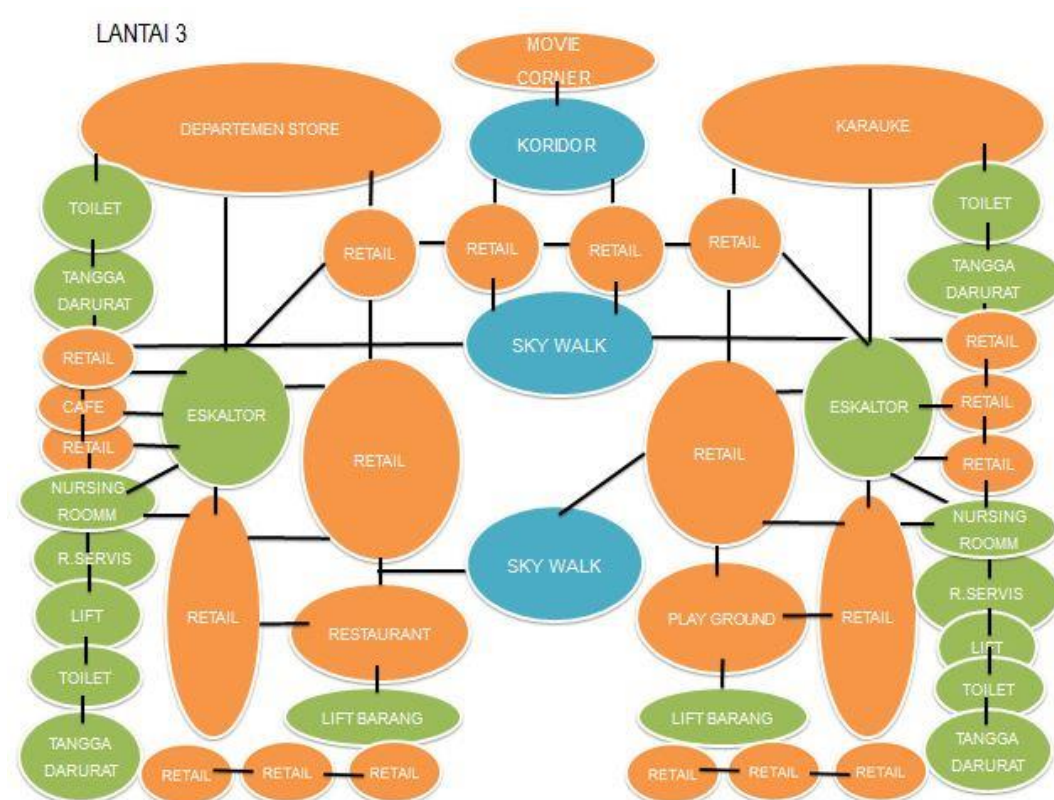 LANTAI 3
MOVIE
CORNER
DEPARTEMEN STORE
KORIDOR
KARAUKE
TOILET
TOILET
RETAIL
RETAIL
RETAIL
RETAIL
TANGGA
DARURAT
TANGGA
DARURAT
RETAIL
SKY WALK
RETAIL
CAFE
ESKALTOR
ESKALTOR
RETAIL
RETAIL
RETAIL
RETAIL
RETAIL
NURSING
ROOMM
NURSING
ROOMM
R.SERVIS
SKY WALK
R.SERVIS
LIFT
RETAIL
RESTAURANT
PLAY GROUND
RETAIL
LIFT
TOILET
TOILET
LIFT BARANG
LIFT BARANG
TANGGA
DARURAT
TANGGA
DARURAT
RETAIL
RETAIL
RETAIL
RETAIL
RETAIL
RETAIL